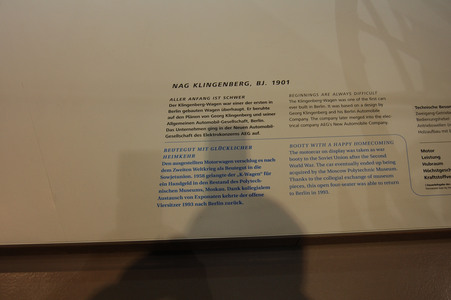 NAG KLINGENBERG, BJ. 1901
ALLER ANFANG IST SCHWER
Der Klingenberg-Wagen war einer der ersten in
Berlin gebauten Wagen überhaupt. Er beruhte
auf den Plänen von Georg Klingenberg und seiner
Allgemeinen Automobil-Gesellschaft, Berlin.
Das Unternehmen ging in der Neuen Automobil-
Gesellschaft des Elektrokonzerns AEG auf.
BEUTEGUT MIT GLÜCKLICHER
HEIMKEHR
Den ausgestellten Motorwagen verschlug es nach
dem Zweiten Weltkrieg als Beutegut in die
Sowjetunion. 1958 gelangte der „K-Wagen" für
ein Handgeld in den Bestand des Polytech-
nischen Museums, Moskau. Dank kollegialem
Austausch von Exponaten kehrte der offene
Viersitzer 1993 nach Berlin zurück.
BEGINNINGS ARE ALWAYS DIFFICULT
The Klingenberg Wagen was one of the first cars
ever built in Berlin. It was based on a design by
Georg Klingenberg and his Berlin Automobile
Company. The company later merged into the elec-
trical company AEG's New Automobile Company.
BOOTY WITH A HAPPY HOMECOMING
The motorcar on display was taken as war
booty to the Soviet Union after the Second
World War. The car eventually ended up being
acquired by the Moscow Polytechnic Museum.
Thanks to the collegial exchange of museum
pieces, this open four-seater was able to return
to Berlin in 1993.
Technische
Motor
Leistung
Hubraum
Höchstgesch
Kraftstoffver